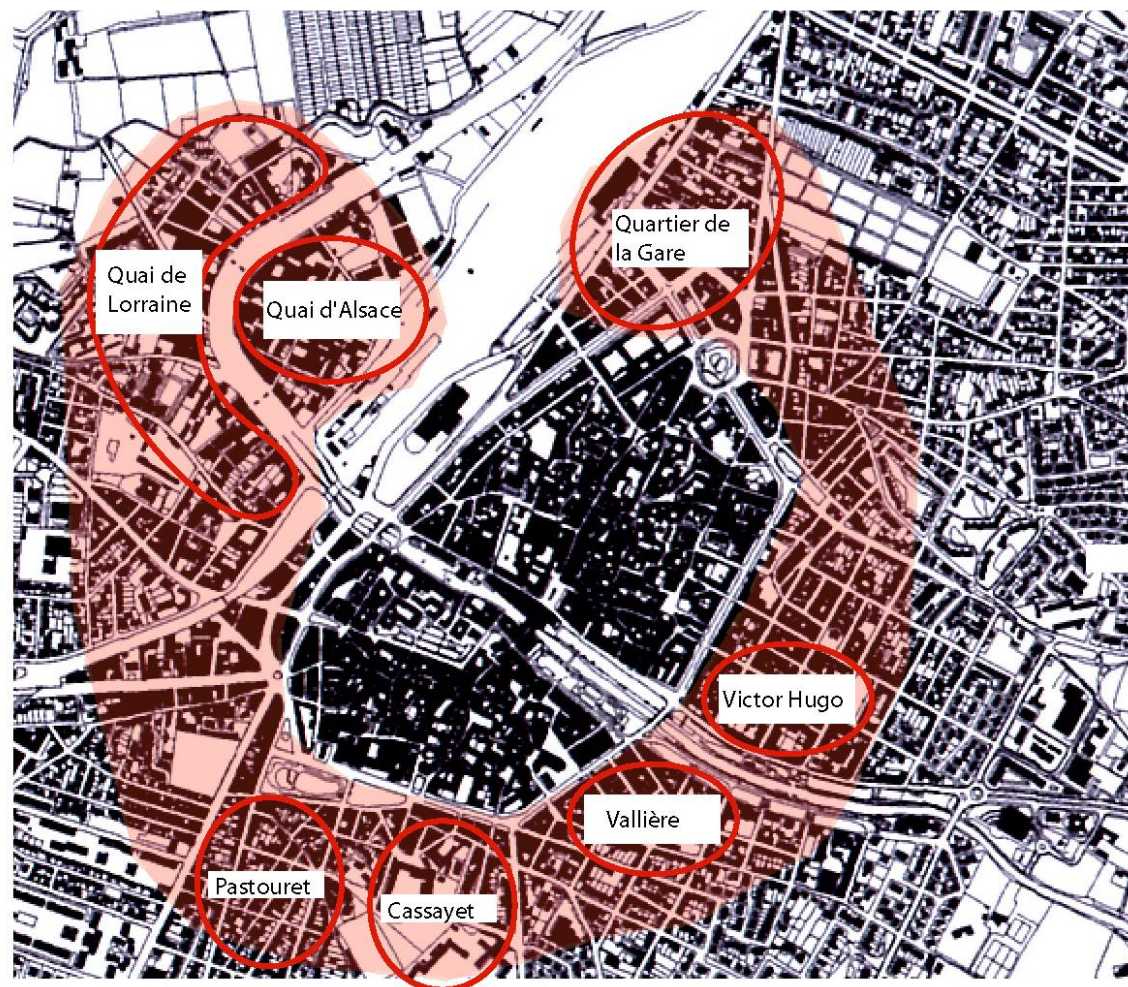 Quartier de
la Gare
Quai de
Lorraine
Quai d'Alsace
Victor Hugo
Vallière
Pastouret
Cassayet